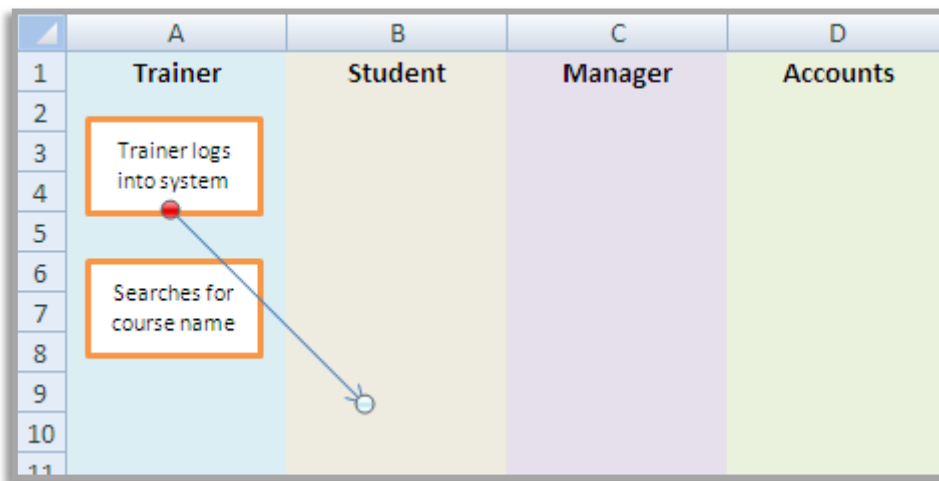 A B C D
1 Trainer Student Manager Accounts
2
3 Trainer logs
4 into system
5
6
7 Searches for
course name
8
9
10
11